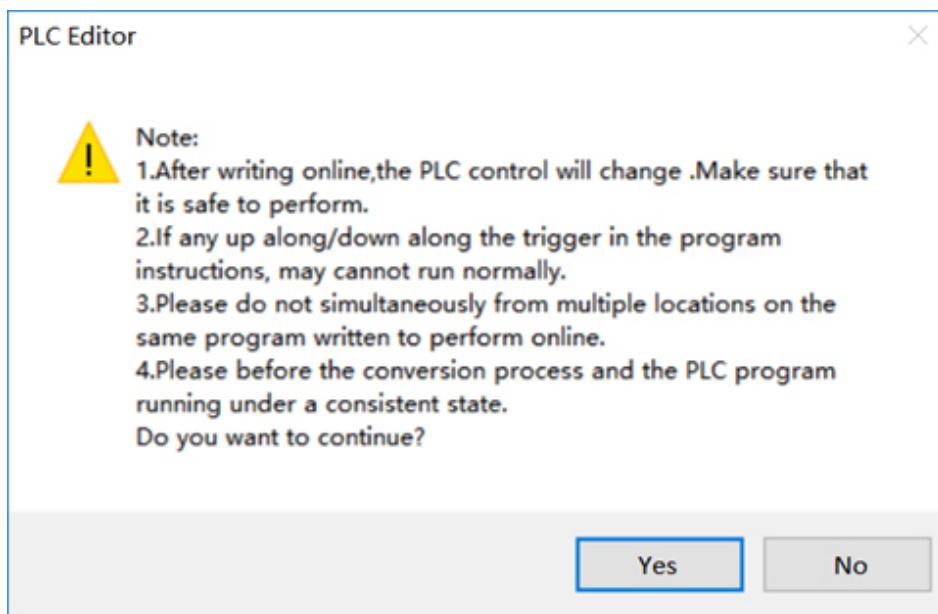 PLC Editor
Note:
1.After writing online,the PLC control will change .Make sure that
it is safe to perform.
2.If any up along/down along the trigger in the program
instructions, may cannot run normally.
3.Please do not simultaneously from multiple locations on the
same program written to perform online.
4.Please before the conversion process and the PLC program
running under a consistent state.
Do you want to continue?
Yes
No